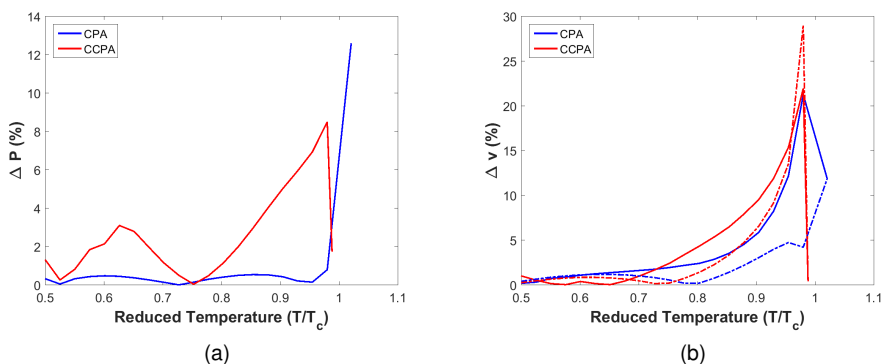 CPA
CCPA
Δ P (%)
14
12
10
8
6
4
2
0
0.5 0.6 0.7 0.8 0.9 1 1.1
Reduced Temperature (T/Tc)
(a)
CPA
CCPA
Δ v (%)
30
25
20
15
10
5
0
0.5 0.6 0.7 0.8 0.9 1 1.1
Reduced Temperature (T/Tc)
(b)